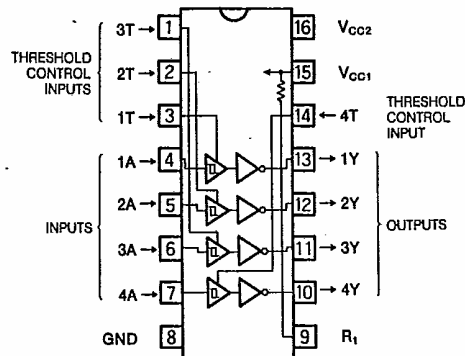 3T 1 16 VCC2
THRESHOLD
CONTROL
INPUTS
2T 2 15 VCC1
1T 3 14 4T
THRESHOLD
CONTROL
INPUT
1A 4 13 1Y
2A 5 12 2Y
INPUTS
OUTPUTS
3A 6 11 3Y
4A 7 10 4Y
GND 8 9 R1